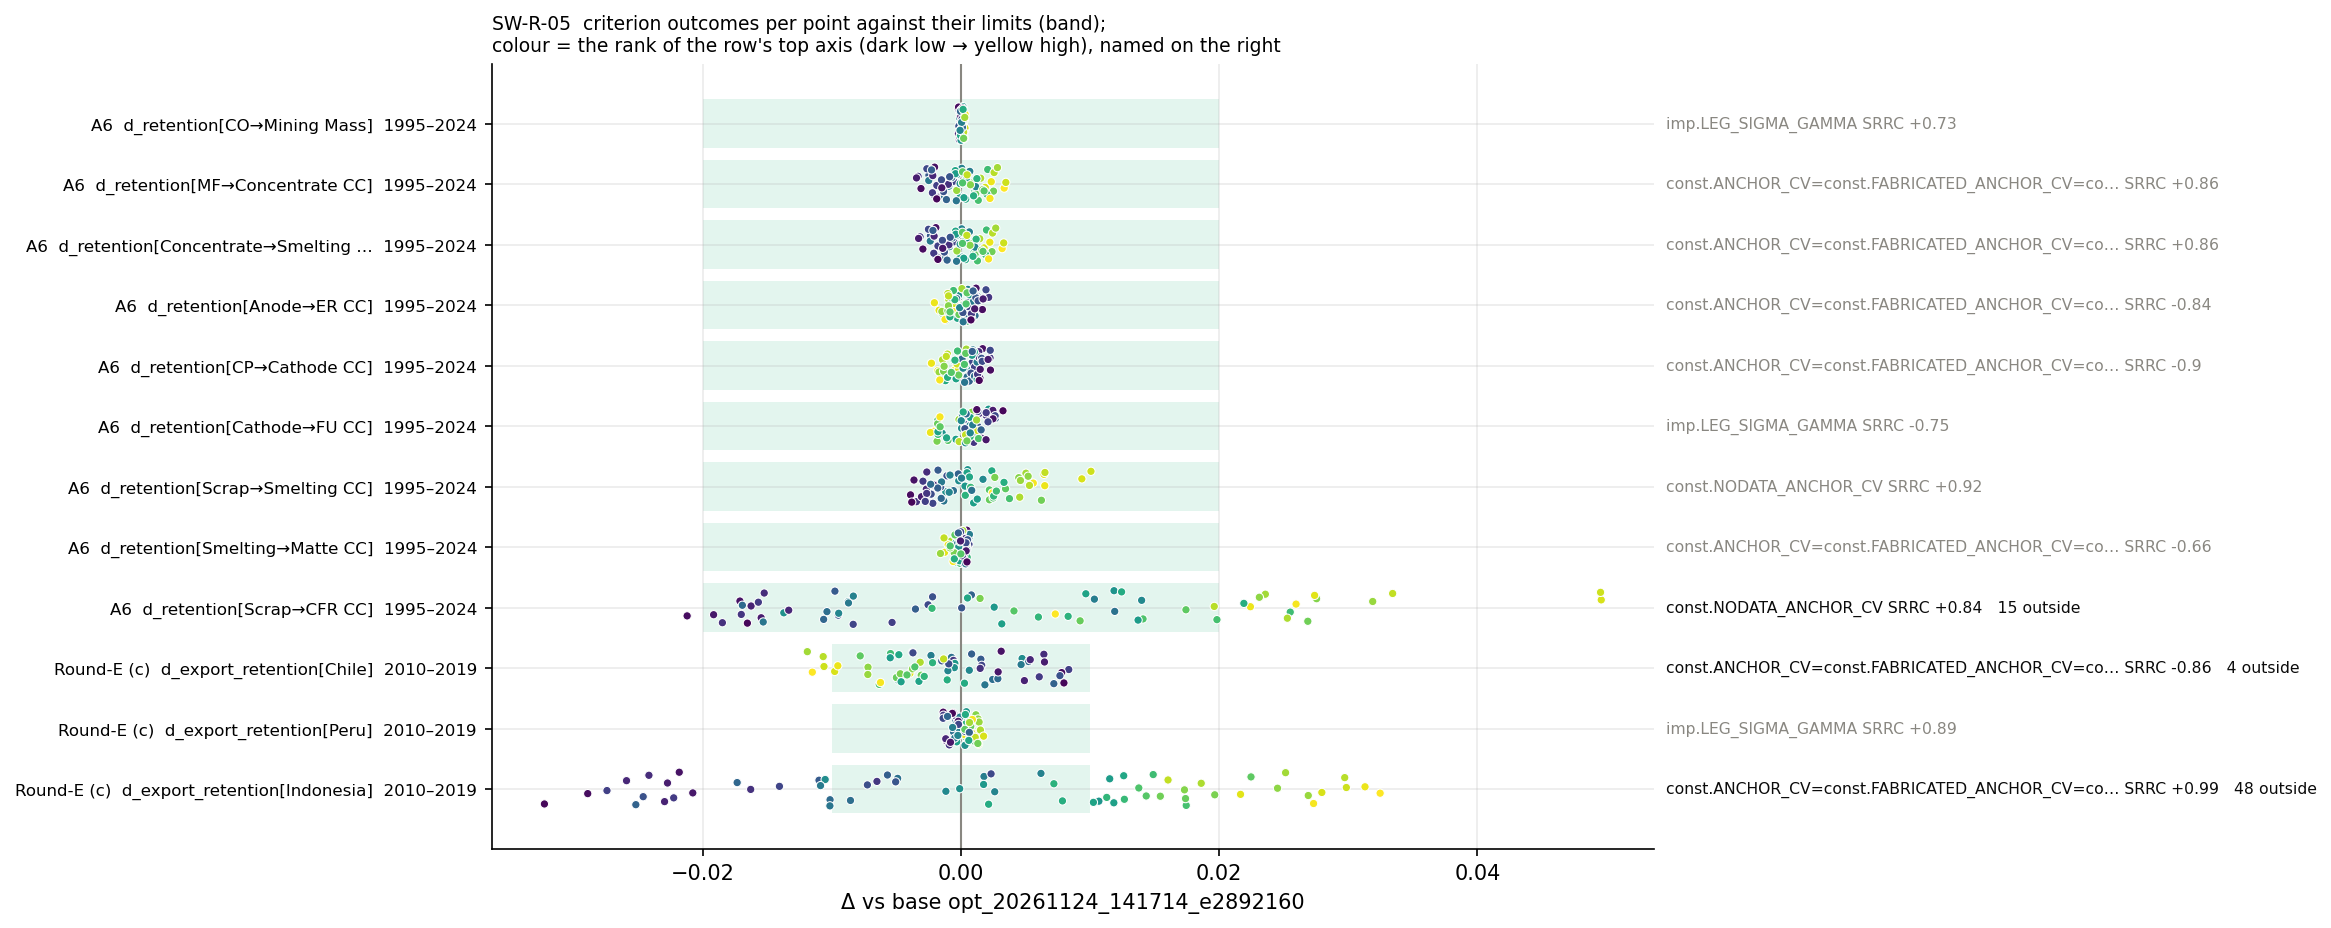 SW-R-05  criterion outcomes per point against their limits (band);
colour = the rank of the row's top axis (dark low → yellow high), named on the right
A6  d_retention[CO→Mining Mass]  1995–2024
imp.LEG_SIGMA_GAMMA SRRC +0.73
A6  d_retention[MF→Concentrate CC]  1995–2024
const.ANCHOR_CV=const.FABRICATED_ANCHOR_CV=co… SRRC +0.86
A6  d_retention[Concentrate→Smelting …  1995–2024
const.ANCHOR_CV=const.FABRICATED_ANCHOR_CV=co… SRRC +0.86
A6  d_retention[Anode→ER CC]  1995–2024
const.ANCHOR_CV=const.FABRICATED_ANCHOR_CV=co… SRRC -0.84
A6  d_retention[CP→Cathode CC]  1995–2024
const.ANCHOR_CV=const.FABRICATED_ANCHOR_CV=co… SRRC -0.9
A6  d_retention[Cathode→FU CC]  1995–2024
imp.LEG_SIGMA_GAMMA SRRC -0.75
A6  d_retention[Scrap→Smelting CC]  1995–2024
const.NODATA_ANCHOR_CV SRRC +0.92
A6  d_retention[Smelting→Matte CC]  1995–2024
const.ANCHOR_CV=const.FABRICATED_ANCHOR_CV=co… SRRC -0.66
A6  d_retention[Scrap→CFR CC]  1995–2024
const.NODATA_ANCHOR_CV SRRC +0.84   15 outside
Round-E (c)  d_export_retention[Chile]  2010–2019
const.ANCHOR_CV=const.FABRICATED_ANCHOR_CV=co… SRRC -0.86   4 outside
Round-E (c)  d_export_retention[Peru]  2010–2019
imp.LEG_SIGMA_GAMMA SRRC +0.89
Round-E (c)  d_export_retention[Indonesia]  2010–2019
const.ANCHOR_CV=const.FABRICATED_ANCHOR_CV=co… SRRC +0.99   48 outside
−0.02  0.00  0.02  0.04
Δ vs base opt_20261124_141714_e2892160